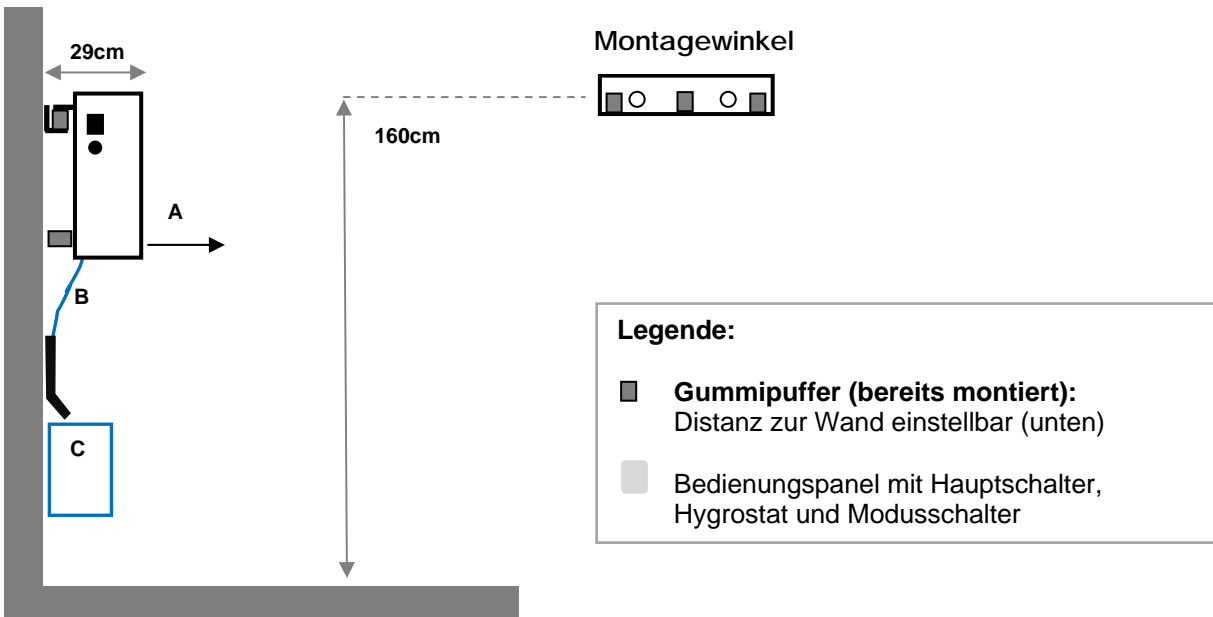 29cm
Montagewinkel
160cm
A
B
C
Legende:
Gummipuffer (bereits montiert):
Distanz zur Wand einstellbar (unten)
Bedienungspanel mit Hauptschalter,
Hygrostat und Modusschalter